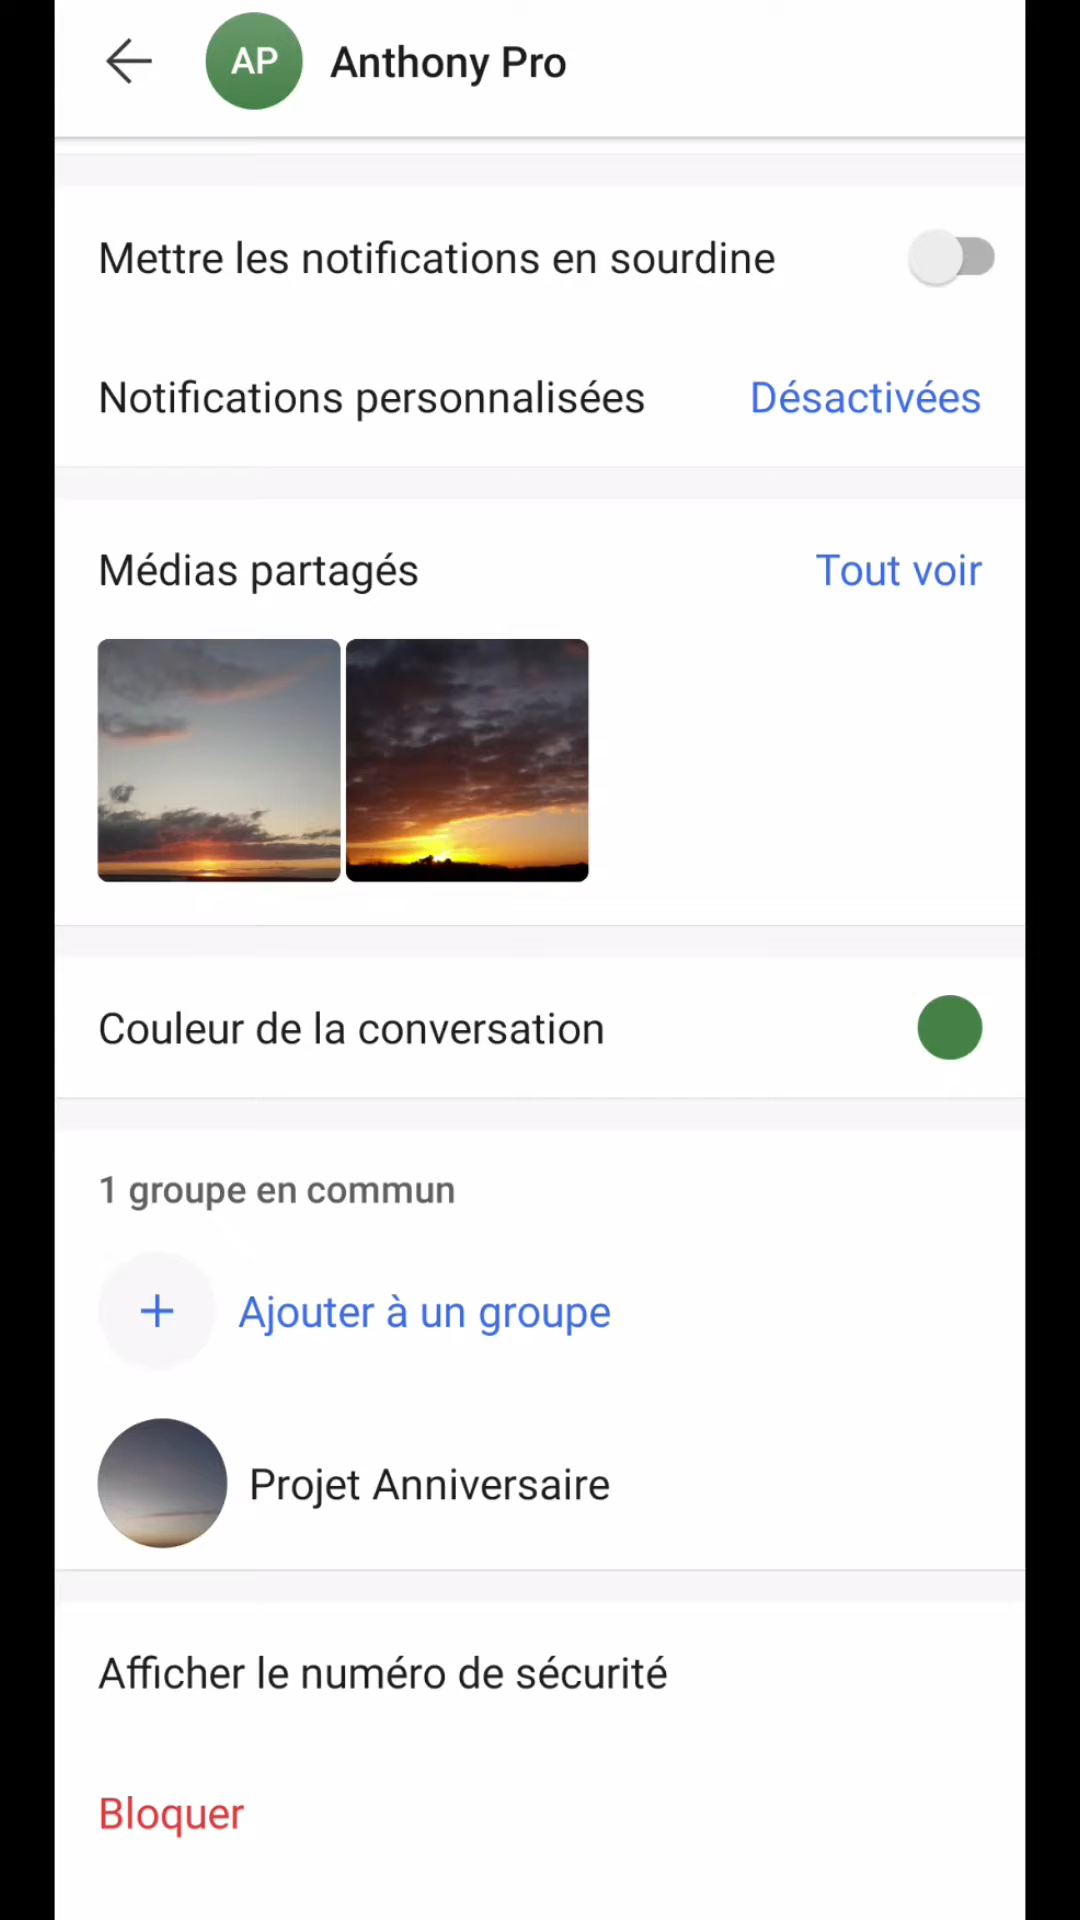 AP Anthony Pro
Mettre les notifications en sourdine
Notifications personnalisées Désactivées
Médias partagés Tout voir
Couleur de la conversation
1 groupe en commun
+ Ajouter à un groupe
Projet Anniversaire
Afficher le numéro de sécurité
Bloquer